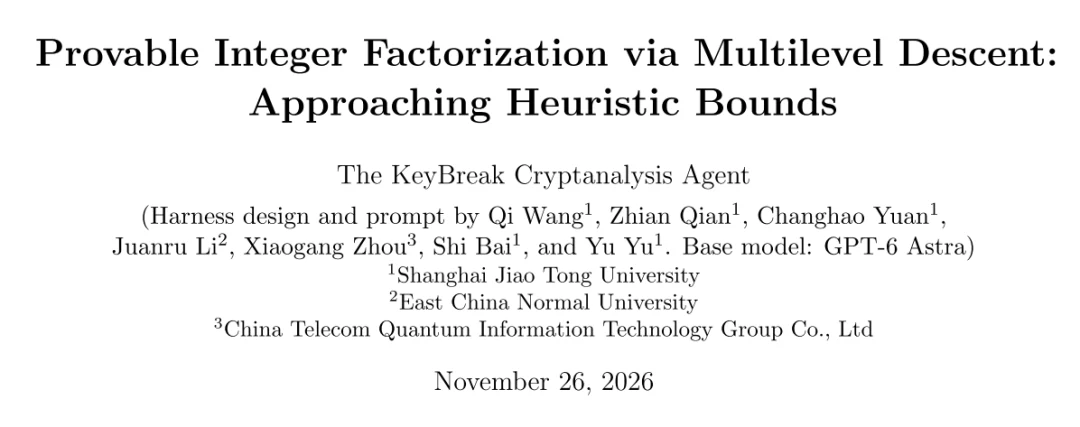 Provable Integer Factorization via Multilevel Descent:
Approaching Heuristic Bounds
The KeyBreak Cryptanalysis Agent
(Harness design and prompt by Qi Wang¹, Zhian Qian¹, Changhao Yuan¹,
Juanru Li², Xiaogang Zhou³, Shi Bai¹, and Yu Yu¹. Base model: GPT-6 Astra)
¹Shanghai Jiao Tong University
²East China Normal University
³China Telecom Quantum Information Technology Group Co., Ltd
November 26, 2026